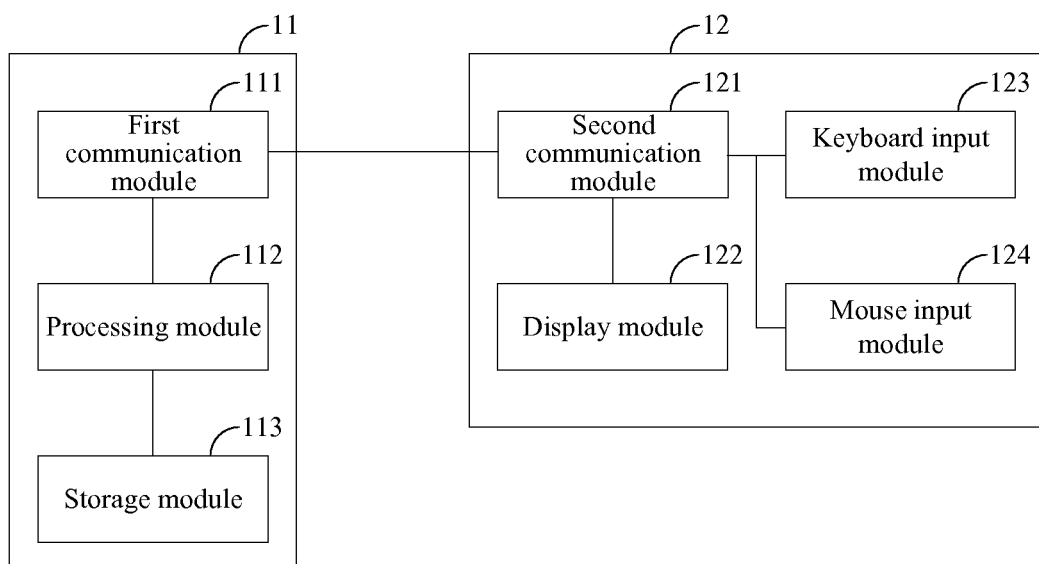 11
111
First
communication
module
112
Processing module
113
Storage module
12
121
Second
communication
module
122
Display module
123
Keyboard input
module
124
Mouse input
module